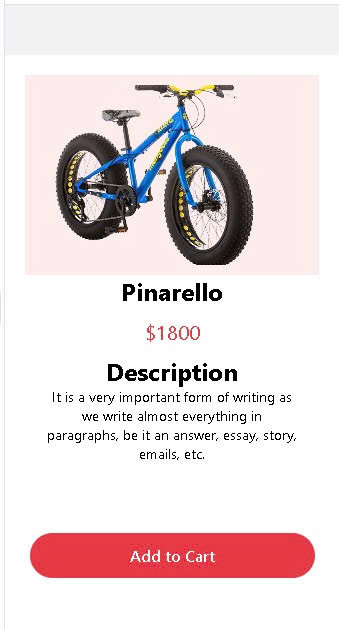 Pinarello
$1800
Description
It is a very important form of writing as
we write almost everything in
paragraphs, be it an answer, essay, story,
emails, etc.
Add to Cart